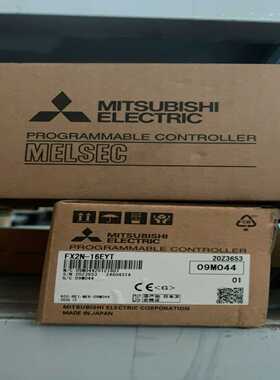 MITSUBISHI
ELECTRIC
PROGRAMMABLE CONTROLLER
MELSEC
MITSUBISHI
ELECTRIC
PROGRAMMABLE CONTROLLER
FX2N-16EYT
20Z3653
09M044
01
MITSUBISHI ELECTRIC CORPORATION
MADE IN JAPAN